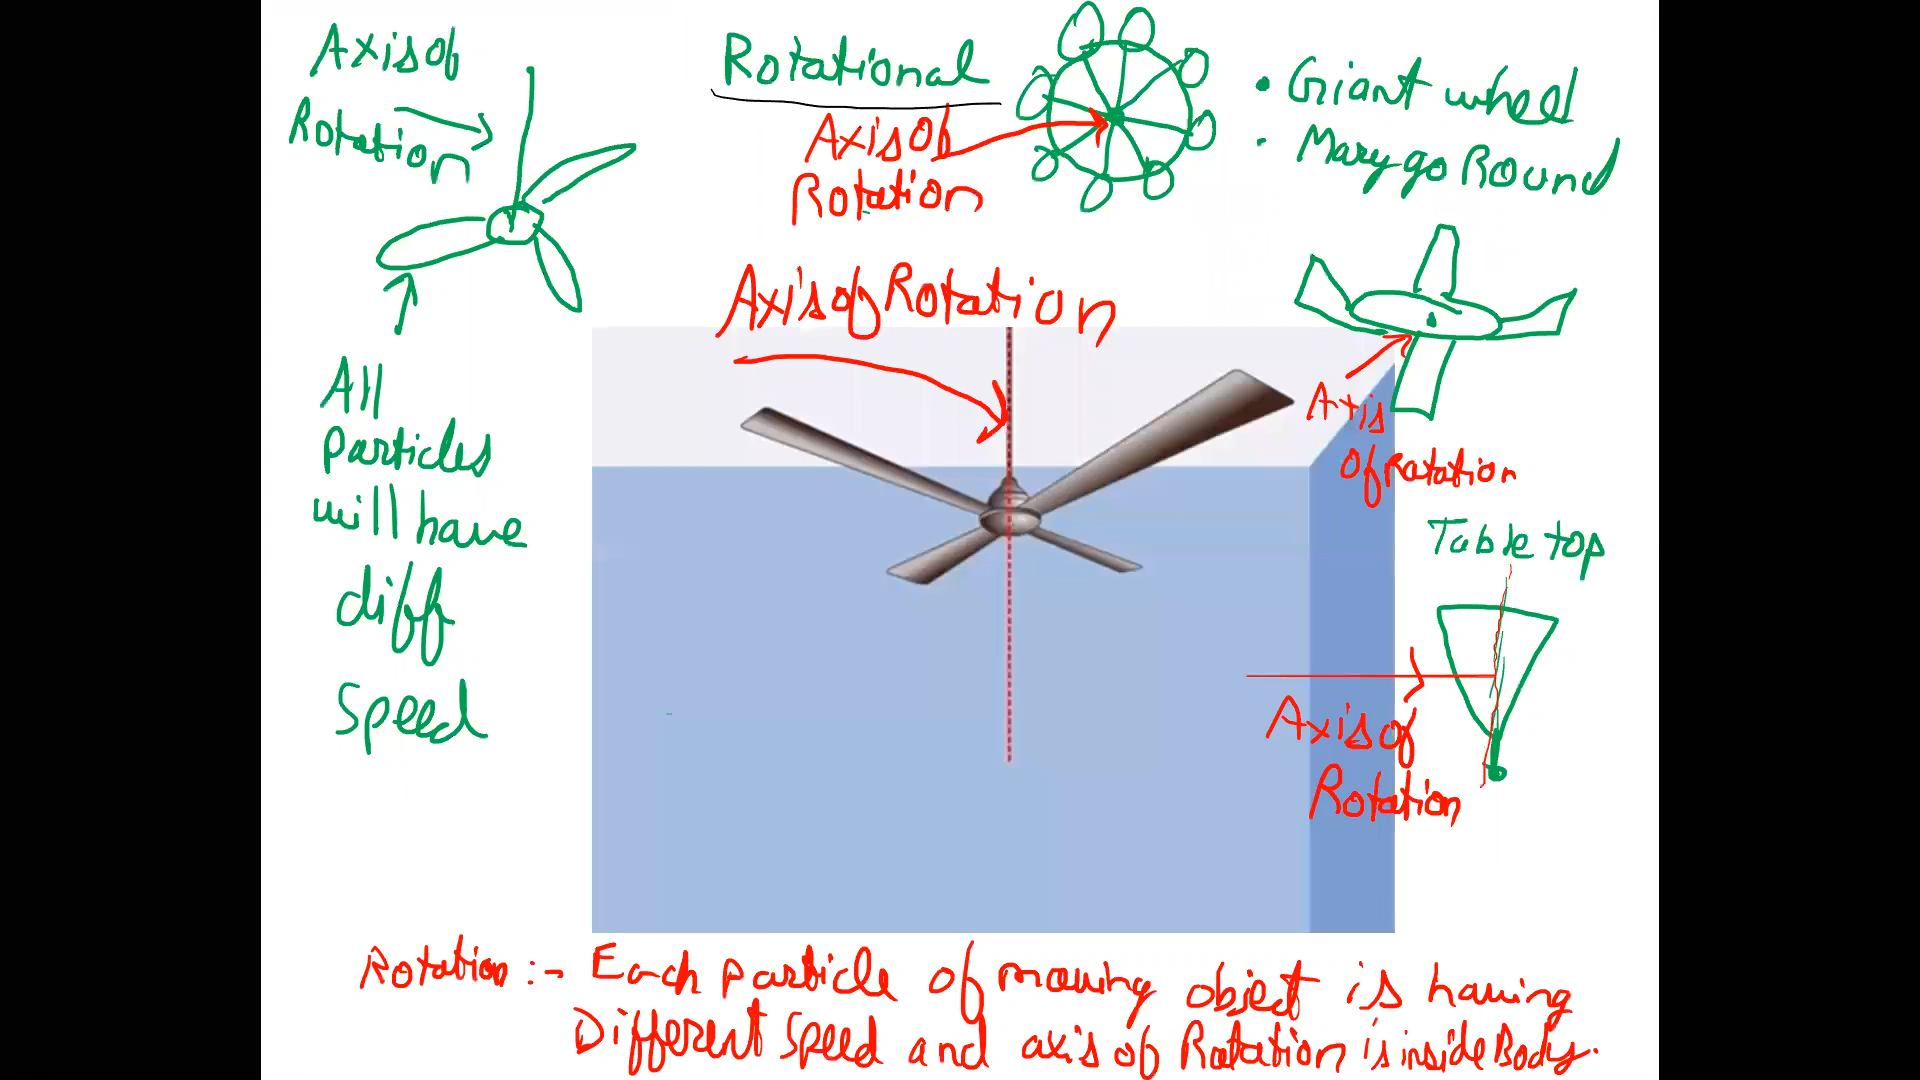 Axis of
Rotation
Rotational
Axis Of
Rotation
• Giant wheel
• Mary go Round
Axis of Rotation
Axis
Of Rotation
All
Particles
will have
diff
Speed
Table top
Axis of
Rotation
Rotation :- Each particle of moving object is having
Different Speed and axis of Rotation is inside Body.